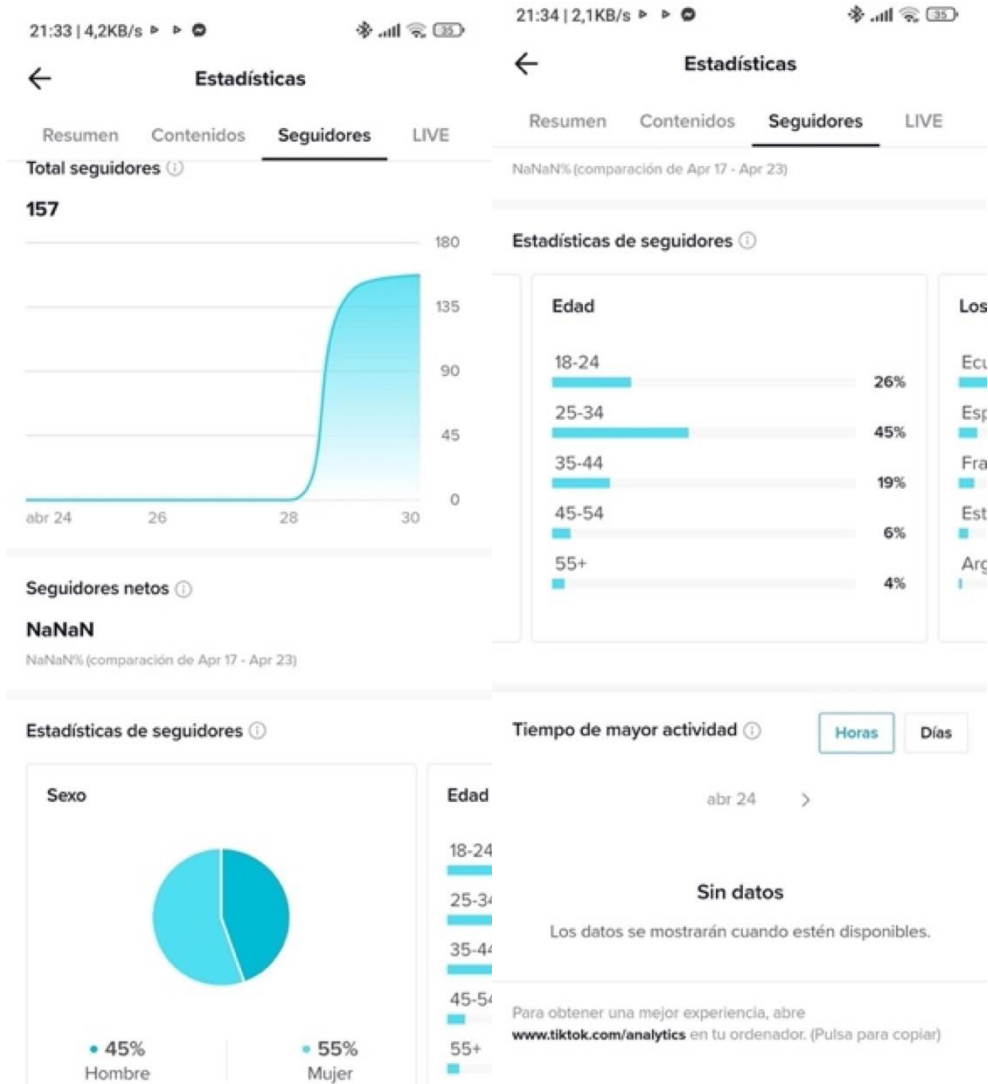 21:33 | 4,2KB/s
35
Estadísticas
Resumen Contenidos Seguidores LIVE
Total seguidores
157
180
135
90
45
0
abr 24 26 28 30
Seguidores netos
NaNaN
NaNaN% (comparación de Apr 17 - Apr 23)
Estadísticas de seguidores
Sexo
45%
Hombre
55%
Mujer
Edad
18-24
25-34
35-44
45-54
55+
21:34 | 2,1KB/s
35
Estadísticas
Resumen Contenidos Seguidores LIVE
NaNaN% (comparación de Apr 17 - Apr 23)
Estadísticas de seguidores
Edad
18-24
26%
25-34
45%
35-44
19%
45-54
6%
55+
4%
Los
Ecu
Esp
Fra
Est
Arg
Tiempo de mayor actividad
Horas Días
abr 24
Sin datos
Los datos se mostrarán cuando estén disponibles.
Para obtener una mejor experiencia, abre
www.tiktok.com/analytics en tu ordenador. (Pulsa para copiar)